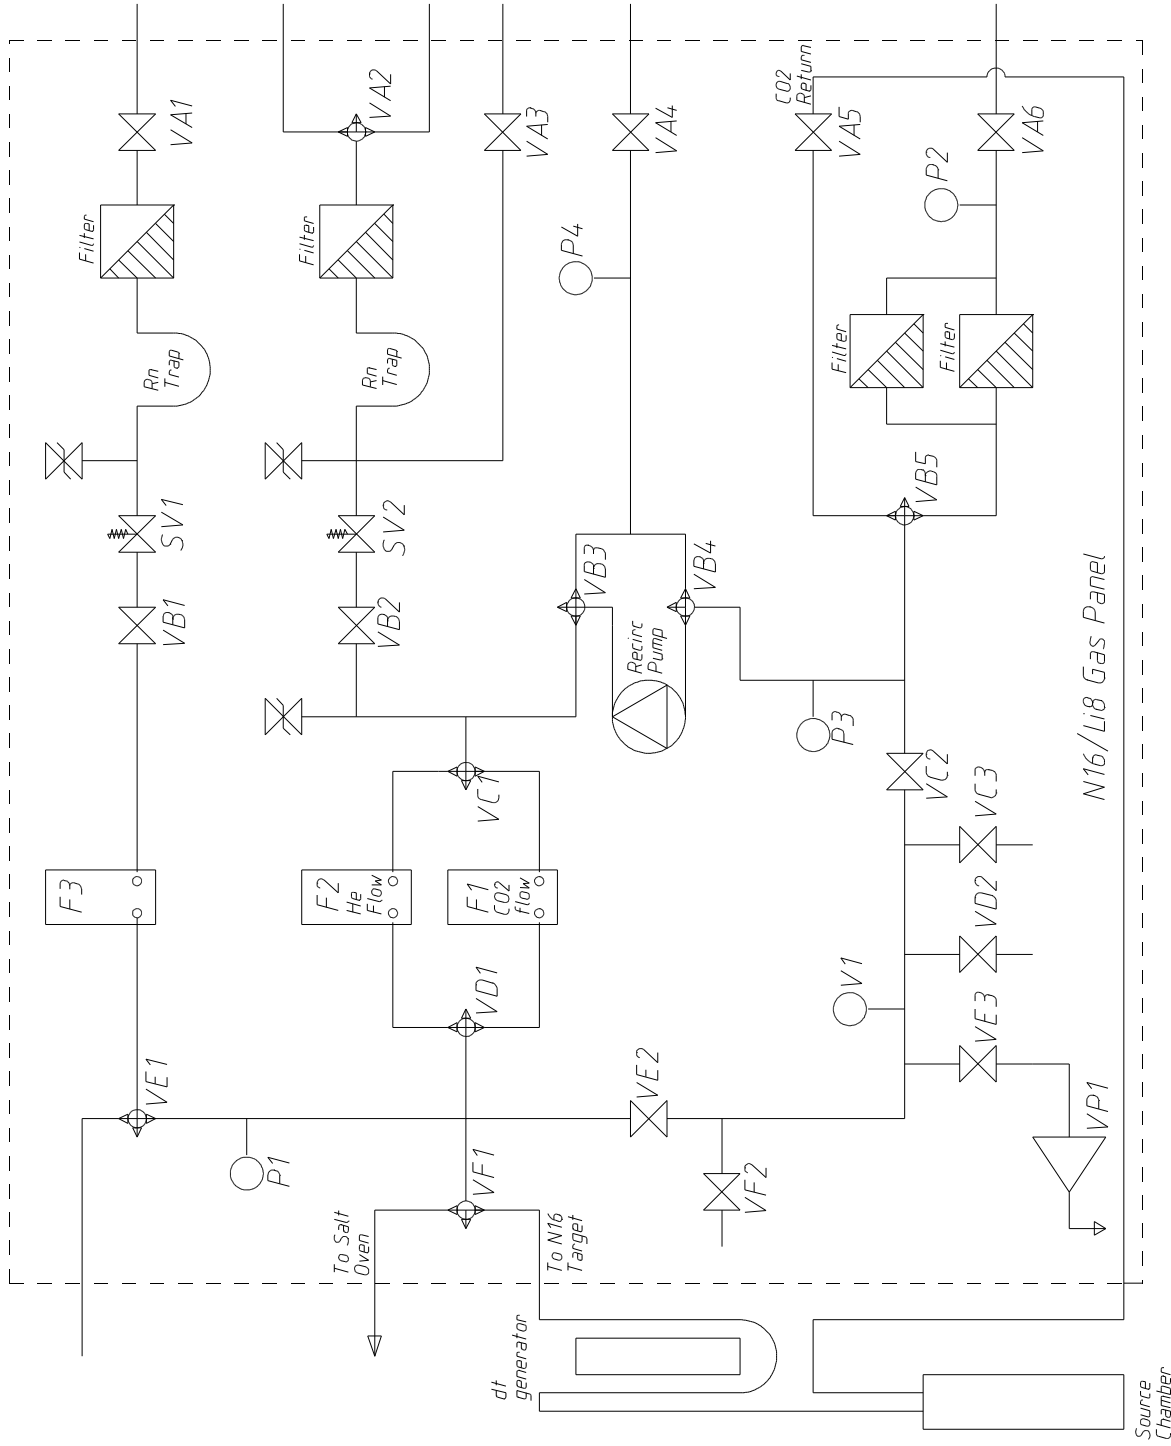 CO2
Return
VA1
VA2
VA3
VA4
VA5
VA6
P2
Filter
Filter
P4
Filter
Filter
Rn
Trap
Rn
Trap
VB5
SV1
SV2
VB1
VB2
VB3
VB4
Recirc
Pump
P3
N16/Li8 Gas Panel
VC1
VC2
VC3
F3
F2
He
Flow
F1
CO2
flow
VD2
VD1
V1
VE3
VE1
VE2
VP1
P1
VF1
VF2
To Salt
Oven
To N16
Target
dt
generator
Source
Chamber